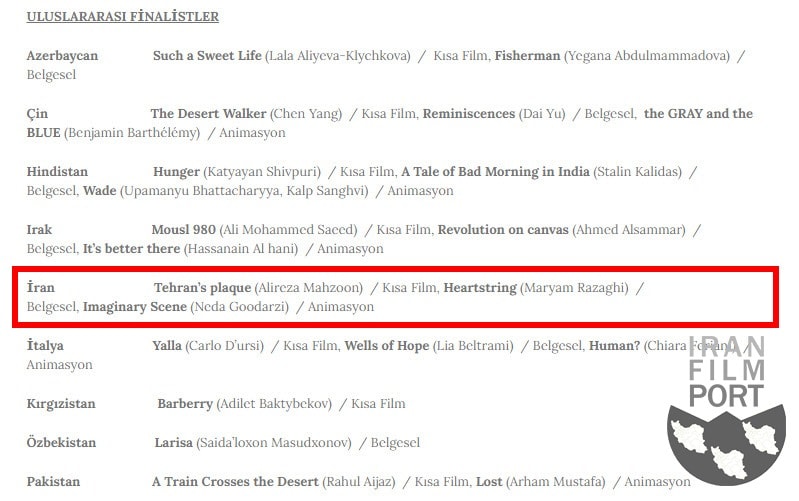 ULUSLARARASI FİNALİSTLER
Azerbaycan Such a Sweet Life (Lala Aliyeva-Klychkova) / Kısa Film, Fisherman (Yegana Abdulmammadova) /
Belgesel
Çin The Desert Walker (Chen Yang) / Kısa Film, Reminiscences (Dai Yu) / Belgesel, the GRAY and the
BLUE (Benjamin Barthélémy) / Animasyon
Hindistan Hunger (Katyayan Shivpuri) / Kısa Film, A Tale of Bad Morning in India (Stalin Kalidas) /
Belgesel, Wade (Upamanyu Bhattacharyya, Kalp Sanghvi) / Animasyon
Irak Mousl 980 (Ali Mohammed Saeed) / Kısa Film, Revolution on canvas (Ahmed Alsammar) /
Belgesel, It's better there (Hassanain Al hani) / Animasyon
İran Tehran's plaque (Alireza Mahzoon) / Kısa Film, Heartstring (Maryam Razaghi) /
Belgesel, Imaginary Scene (Neda Goodarzi) / Animasyon
İtalya Yalla (Carlo D'ursi) / Kısa Film, Wells of Hope (Lia Beltrami) / Belgesel, Human? (Chiara /
Animasyon
Kırgızistan Barberry (Adilet Baktybekov) / Kısa Film
Özbekistan Larisa (Saida'loxon Masudxonov) / Belgesel
Pakistan A Train Crosses the Desert (Rahul Aijaz) / Kısa Film, Lost (Arham Mustafa) / Animasyon
IRAN
FILM
PORT